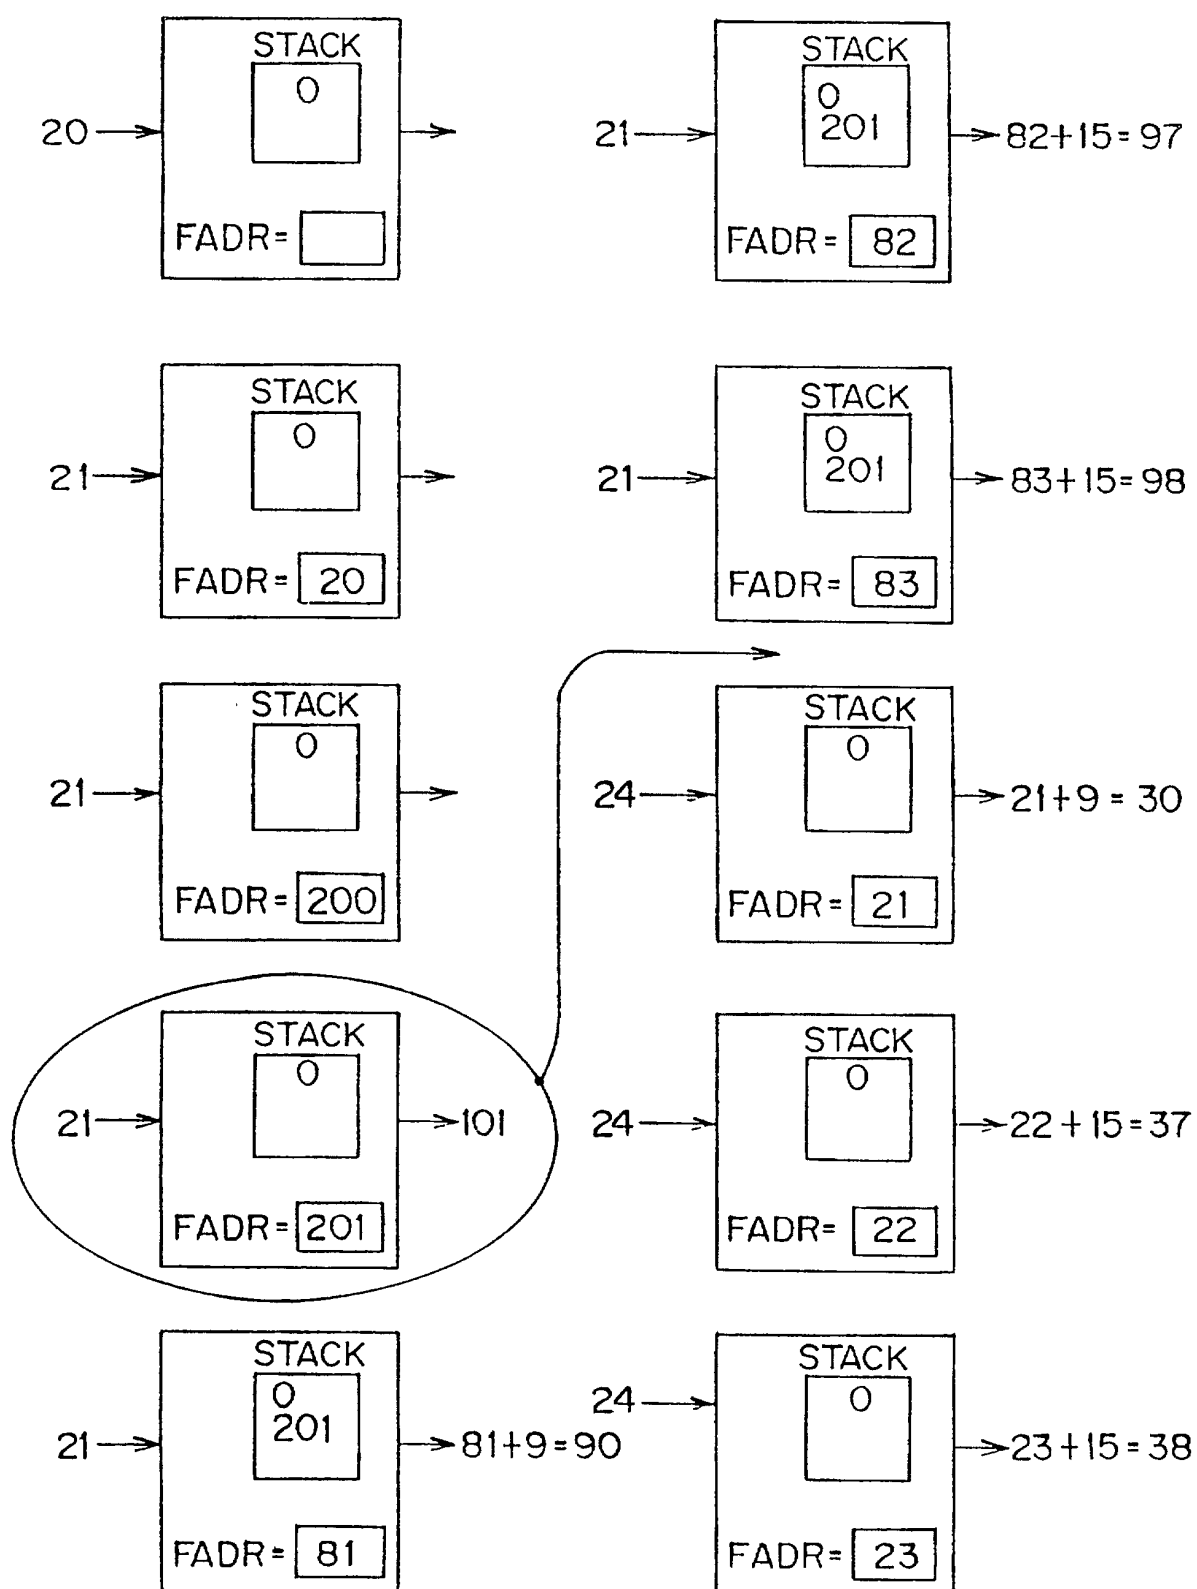 STACK
0
20
FADR=
STACK
0
21
FADR= 20
STACK
0
21
FADR= 200
STACK
0
21
101
FADR= 201
STACK
0
201
21
81+9=90
FADR= 81
STACK
0
201
21
82+15=97
FADR= 82
STACK
0
201
21
83+15=98
FADR= 83
STACK
0
24
21+9=30
FADR= 21
STACK
0
24
22+15=37
FADR= 22
STACK
0
24
23+15=38
FADR= 23